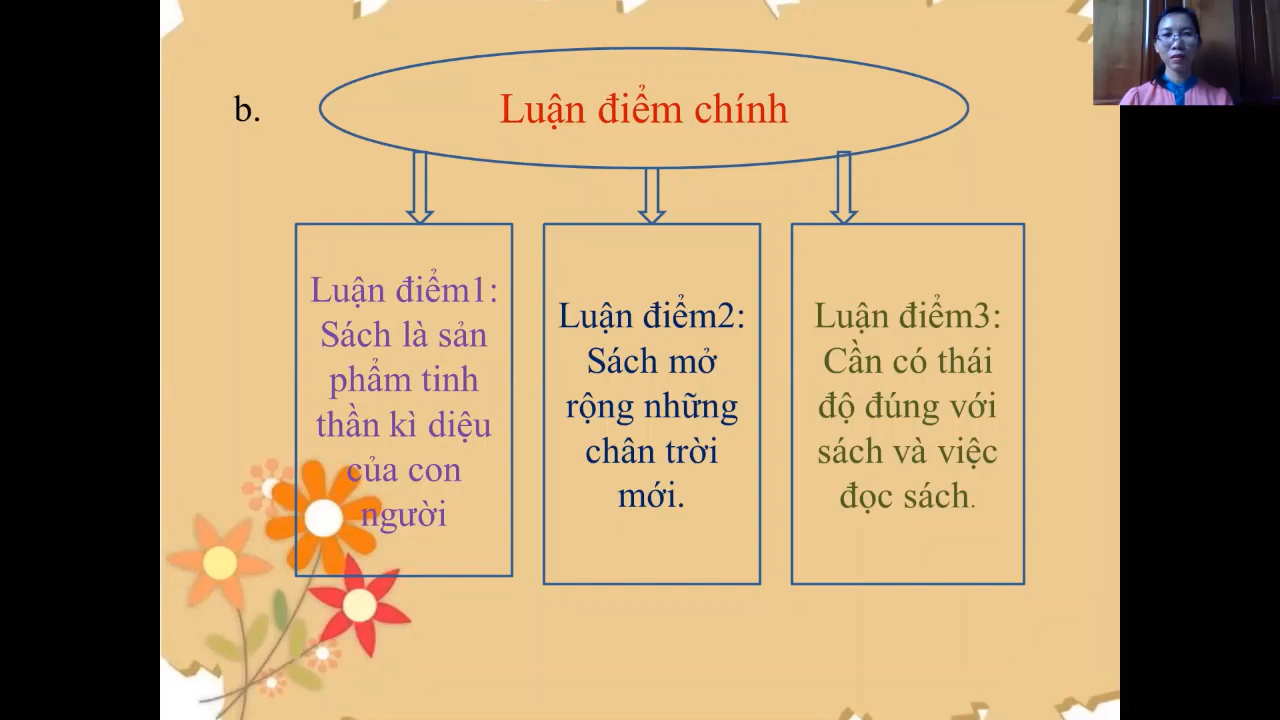 b.
Luận điểm chính
Luận điểm1:
Sách là sản
phẩm tinh
thần kì diệu
của con
người
Luận điểm2:
Sách mở
rộng những
chân trời
mới.
Luận điểm3:
Cần có thái
độ đúng với
sách và việc
đọc sách.